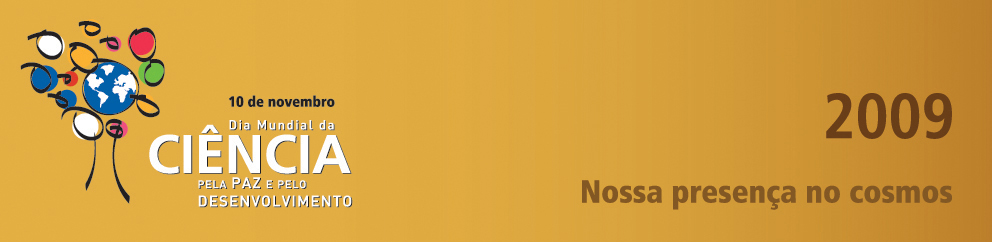 10 de novembro
Dia Mundial da
CIÊNCIA
PELA PAZ E PELO
DESENVOLVIMENTO
2009
Nossa presença no cosmos